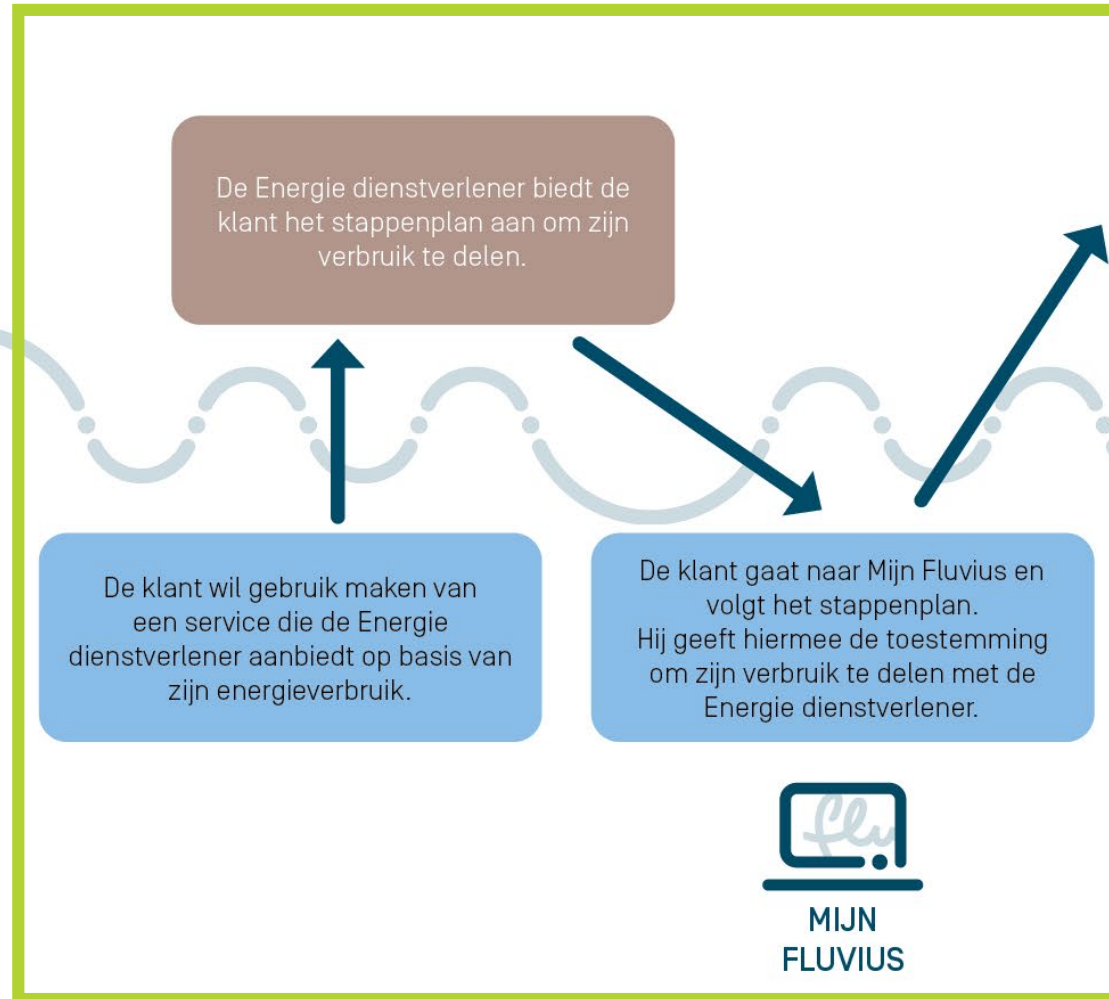 De Energie dienstverlener biedt de
klant het stappenplan aan om zijn
verbruik te delen.
De klant wil gebruik maken van
een service die de Energie
dienstverlener aanbiedt op basis van
zijn energieverbruik.
De klant gaat naar Mijn Fluvius en
volgt het stappenplan.
Hij geeft hiermee de toestemming
om zijn verbruik te delen met de
Energie dienstverlener.
flu
MIJN
FLUVIUS